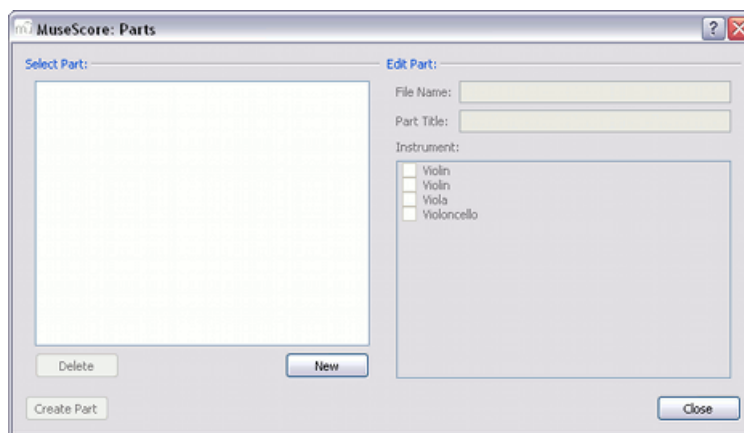 MuseScore: Parts
Select Part:
Edit Part:
File Name:
Part Title:
Instrument:
Violin
Violin
Viola
Violoncello
Delete
New
Create Part
Close